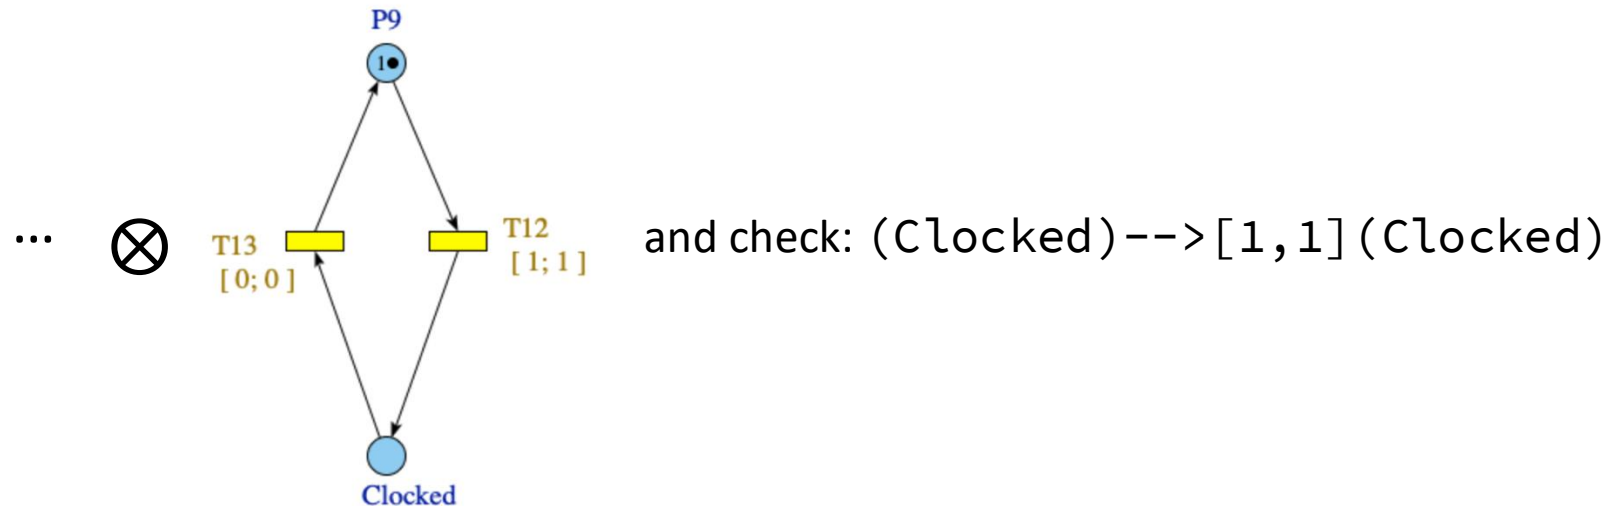 P9
1●
... ⊗
T13
[ 0; 0 ]
T12
[ 1; 1 ]
and check: (Clocked)-->[1,1](Clocked)
Clocked